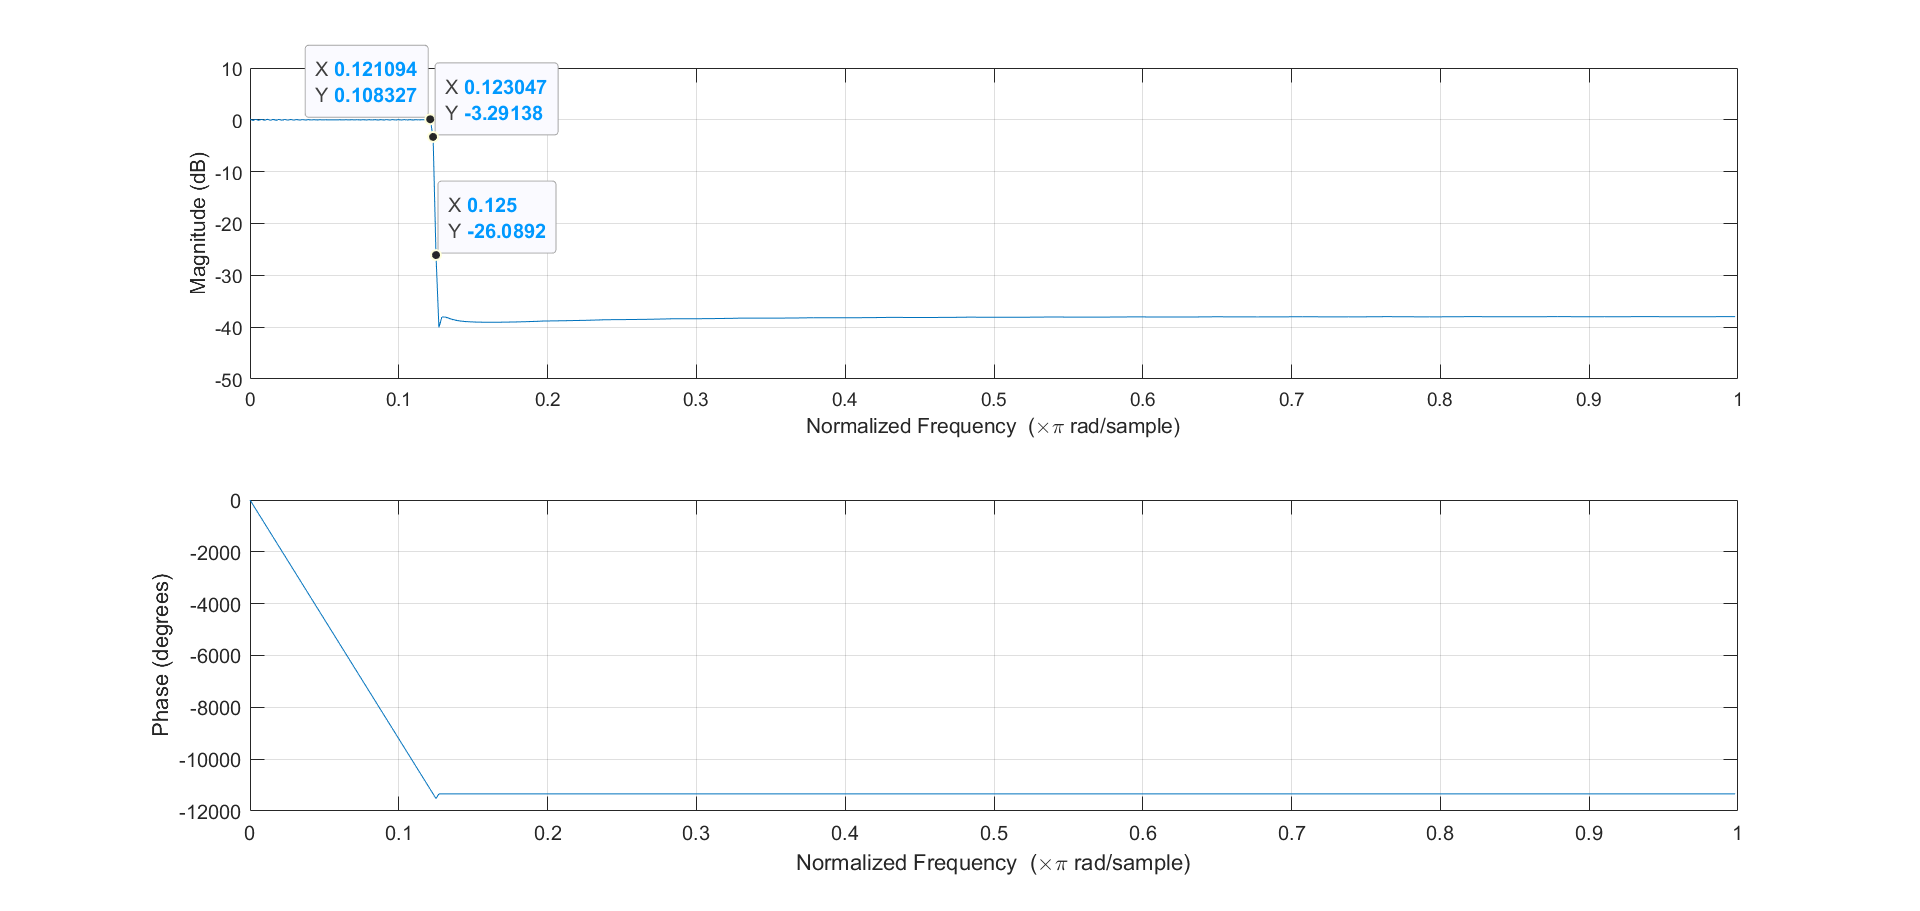 X 0.121094
Y 0.108327
X 0.123047
Y -3.29138
X 0.125
Y -26.0892
10
0
-10
-20
-30
-40
-50
Magnitude (dB)
0 0.1 0.2 0.3 0.4 0.5 0.6 0.7 0.8 0.9 1
Normalized Frequency (×π rad/sample)
0
-2000
-4000
-6000
-8000
-10000
-12000
Phase (degrees)
0 0.1 0.2 0.3 0.4 0.5 0.6 0.7 0.8 0.9 1
Normalized Frequency (×π rad/sample)